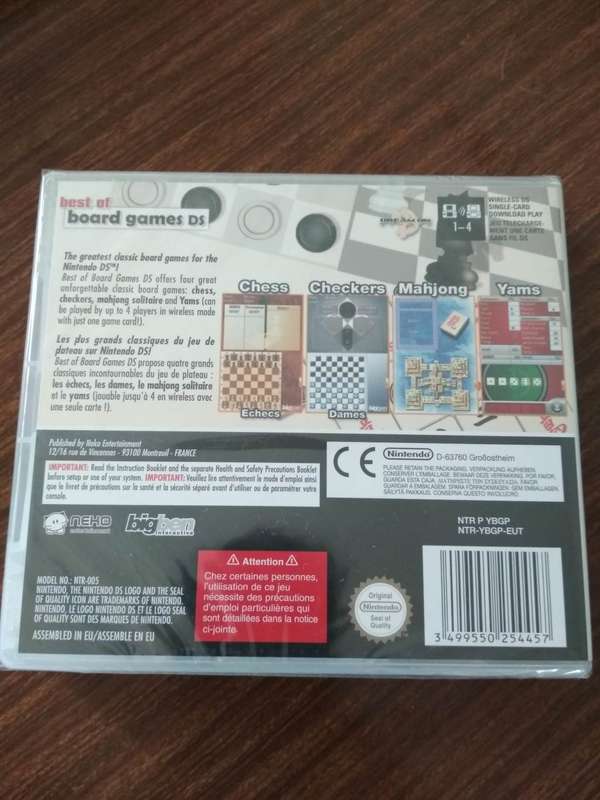 best of
board games DS
WIRELESS DS
SINGLE-CARD
DOWNLOAD PLAY
1-4
JEU TÉLÉCHARGE-
MENT UNE CARTE
SANS FIL DS
The greatest classic board games for the
Nintendo DS™!
Best of Board Games DS offers four great
unforgettable classic board games: chess,
checkers, mahjong solitaire and Yams (can
be played by up to 4 players in wireless mode
with just one game card!).
Les plus grands classiques du jeu de
plateau sur Nintendo DS!
Best of Board Games DS propose quatre grands
classiques incontournables du jeu de plateau :
les échecs, les dames, le mahjong solitaire
et le yams (jouable jusqu'à 4 en wireless avec
une seule carte !).
Chess Checkers Mahjong Yams
Echecs Dames
Published by Neko Entertainment
12/16 rue de Vincennes - 93100 Montreuil - FRANCE
IMPORTANT: Read the Instruction Booklet and the separate Health and Safety Precautions Booklet
before setup or use of your system. IMPORTANT: Veuillez lire attentivement le mode d'emploi ainsi
que le livret de précautions sur la santé et la sécurité séparé avant d'utiliser ou de paramétrer votre
console.
CE
Nintendo D-63760 Großostheim
PLEASE RETAIN THE PACKAGING. VERPACKUNG AUFHEBEN.
CONSERVER L'EMBALLAGE. BEWAAR DEZE VERPAKKING. POR FAVOR,
GUARDA ESTA CAJA. ΔΙΑΤΗΡΗΣΤΕ ΤΗΝ ΣΥΣΚΕΥΑΣΙΑ. POR FAVOR,
GUARDAR A EMBALAGEM. SPARA FÖRPACKNINGEN. GEM EMBALLAGEN.
SÄILYTÄ PAKKAUS. CONSERVA QUESTO INVOLUCRO.
NEKO
entertainment
bigben
interactive
NTR P YBGP
NTR-YBGP-EUT
Attention
Chez certaines personnes,
l'utilisation de ce jeu
nécessite des précautions
d'emploi particulières qui
sont détaillées dans la notice
ci-jointe
MODEL NO.: NTR-005
NINTENDO, THE NINTENDO DS LOGO AND THE SEAL
OF QUALITY ICON ARE TRADEMARKS OF NINTENDO.
NINTENDO, LE LOGO NINTENDO DS ET LE LOGO SEAL
OF QUALITY SONT DES MARQUES DE NINTENDO.
ASSEMBLED IN EU/ASSEMBLE EN EU
Original
Nintendo
Seal of
Quality
3 499550 254457